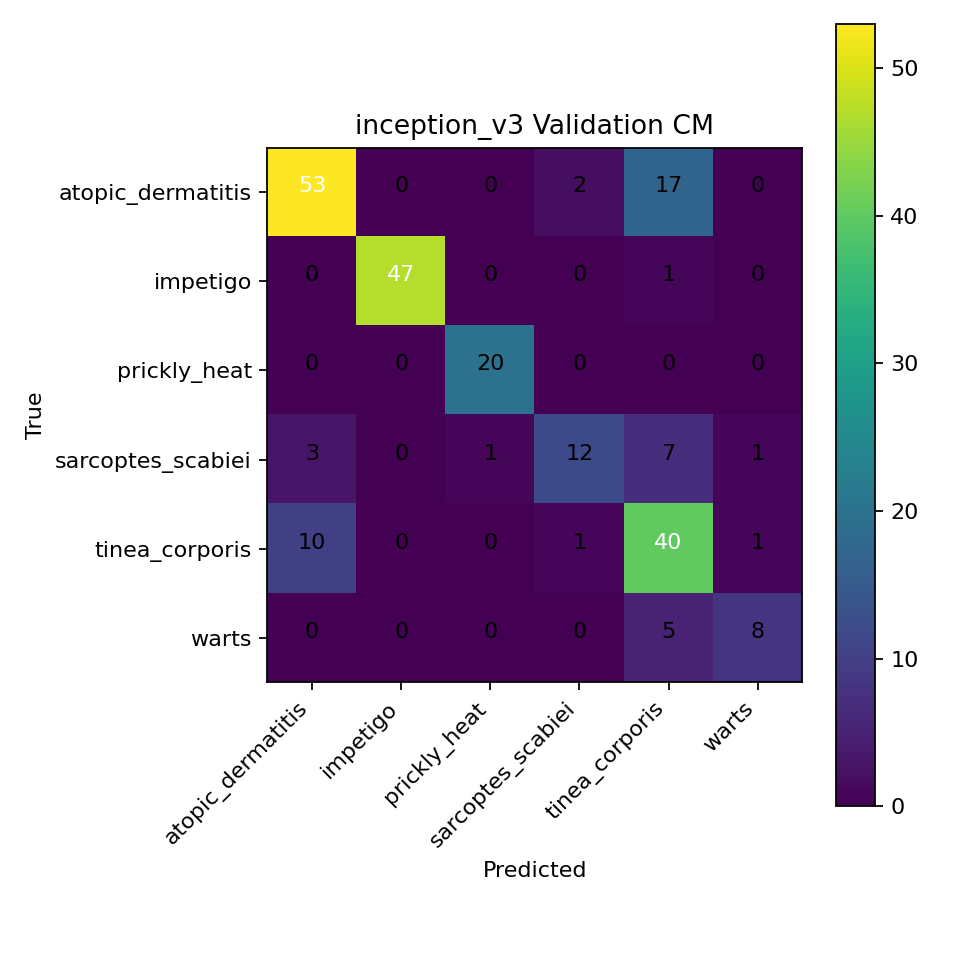 inception_v3 Validation CM
atopic_dermatitis 53 0 0 2 17 0
impetigo 0 47 0 0 1 0
prickly_heat 0 0 20 0 0 0
sarcoptes_scabiei 3 0 1 12 7 1
tinea_corporis 10 0 0 1 40 1
warts 0 0 0 0 5 8
True
atopic_dermatitis
impetigo
prickly_heat
sarcoptes_scabiei
tinea_corporis
warts
Predicted
50
40
30
20
10
0